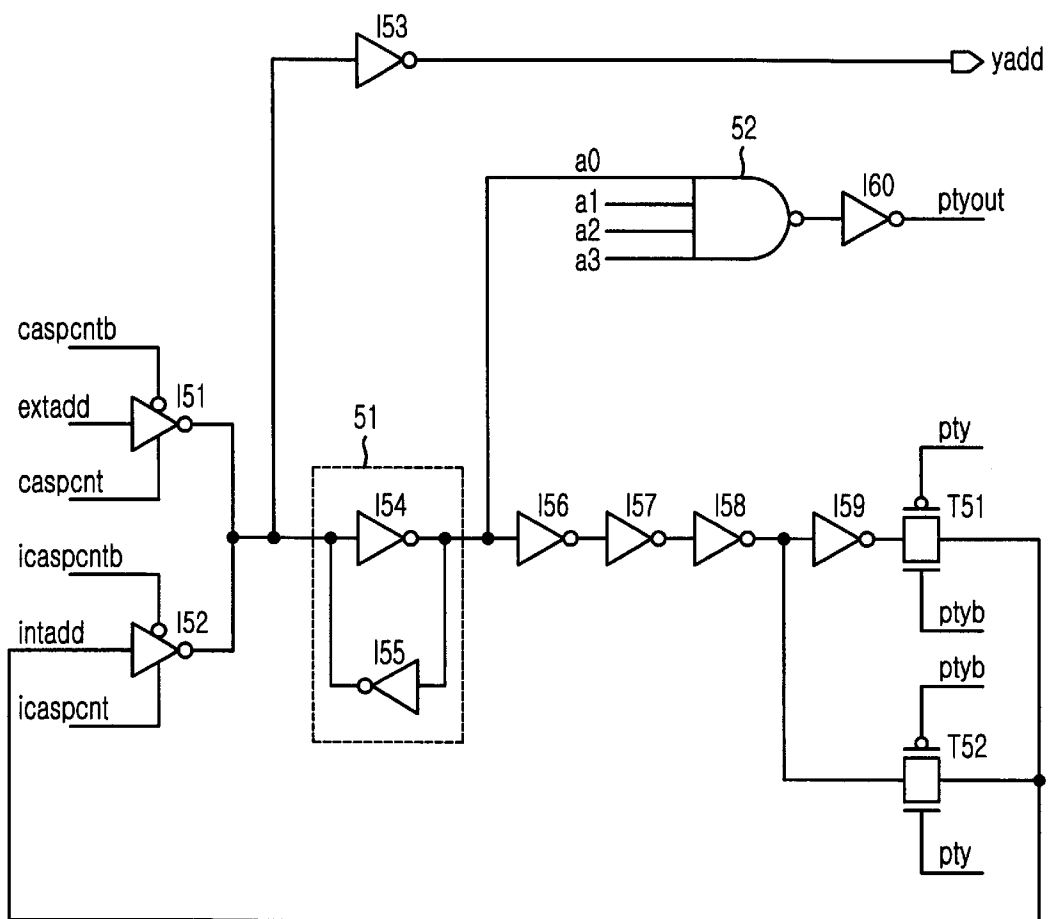 I53
yadd
52
a0
a1
a2
a3
I60
ptyout
caspcntb
I51
extadd
caspcnt
icaspcntb
I52
intadd
icaspcnt
51
I54
I55
I56
I57
I58
I59
pty
T51
ptyb
ptyb
T52
pty